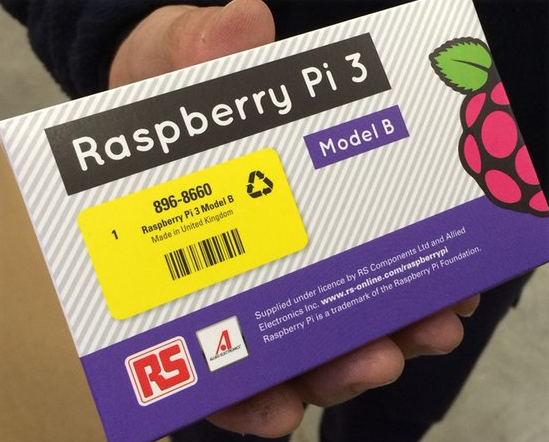 Raspberry Pi 3
Model B
896-8660
1
Raspberry Pi 3 Model B
Made in United Kingdom
Supplied under licence by RS Components Ltd and Allied
Electronics Inc. www.rs-online.com/raspberrypi
Raspberry Pi is a trademark of the Raspberry Pi Foundation.
RS
A
ALLIED ELECTRONICS